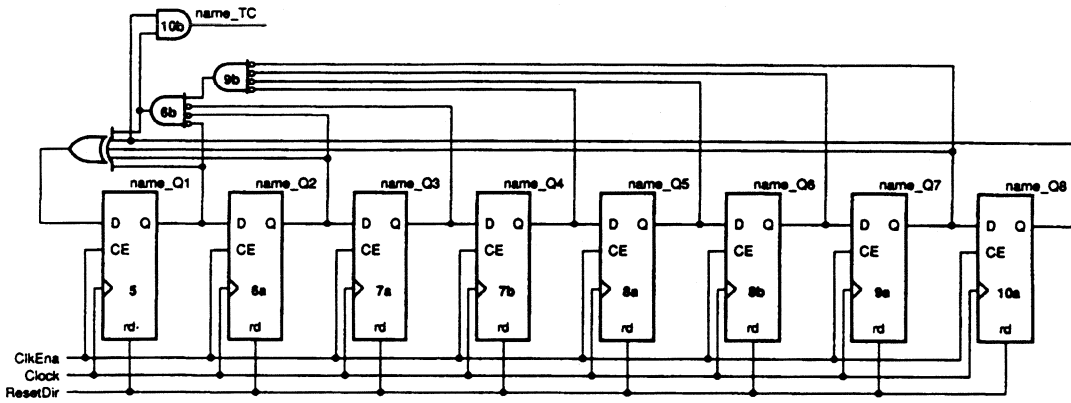 name_TC
10b
9b
6b
name_Q1 name_Q2 name_Q3 name_Q4 name_Q5 name_Q6 name_Q7 name_Q8
D Q D Q D Q D Q D Q D Q D Q D Q
CE CE CE CE CE CE CE CE
5 6a 7a 7b 8a 8b 9a 10a
rd rd rd rd rd rd rd rd
ClkEna
Clock
ResetDir